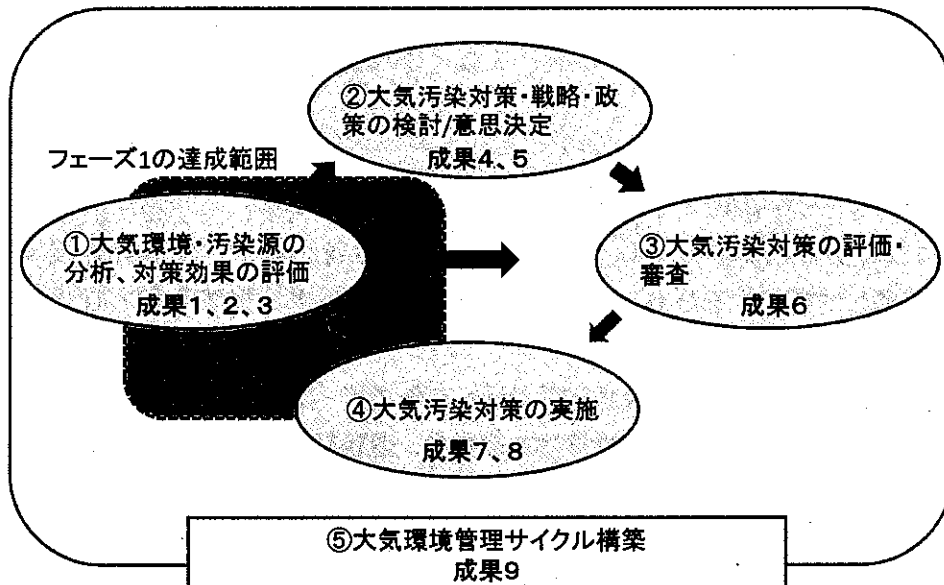 ②大気汚染対策・戦略・政
策の検討/意思決定
成果4、5
フェーズ1の達成範囲
①大気環境・汚染源の
分析、対策効果の評価
成果1、2、3
③大気汚染対策の評価・
審査
成果6
④大気汚染対策の実施
成果7、8
⑤大気環境管理サイクル構築
成果9